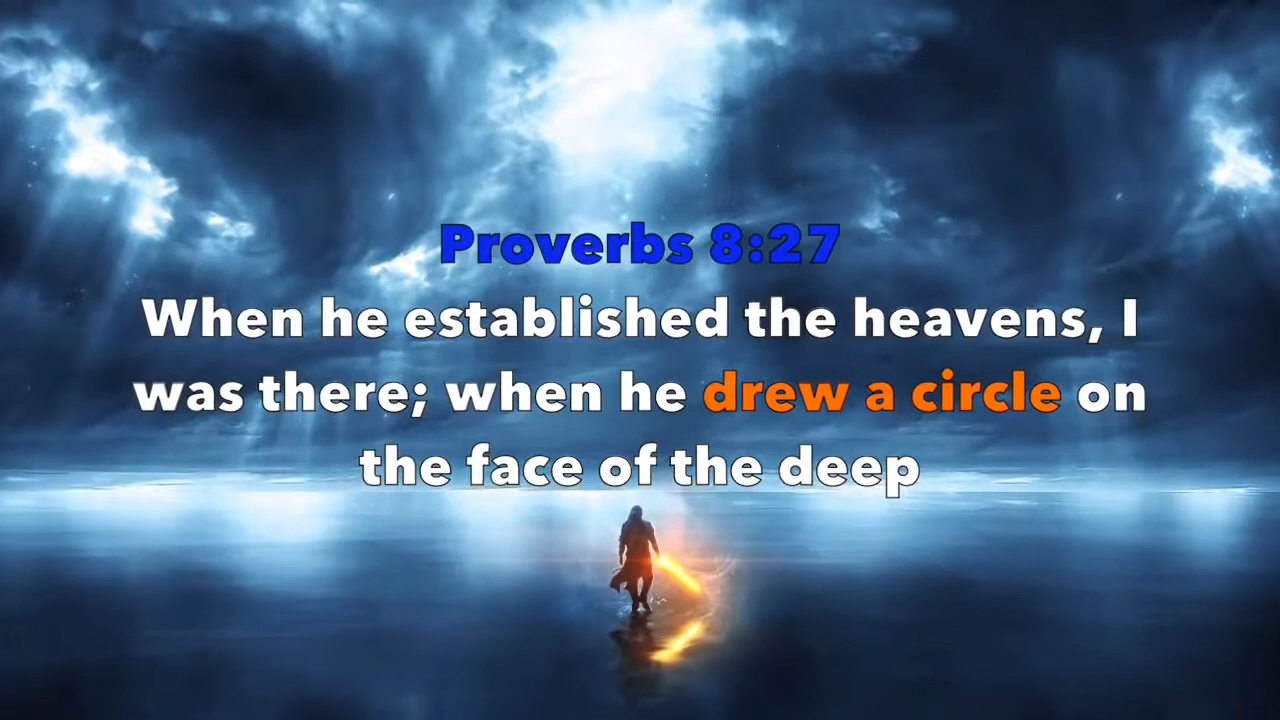 Proverbs 8:27
When he established the heavens, I
was there; when he drew a circle on
the face of the deep